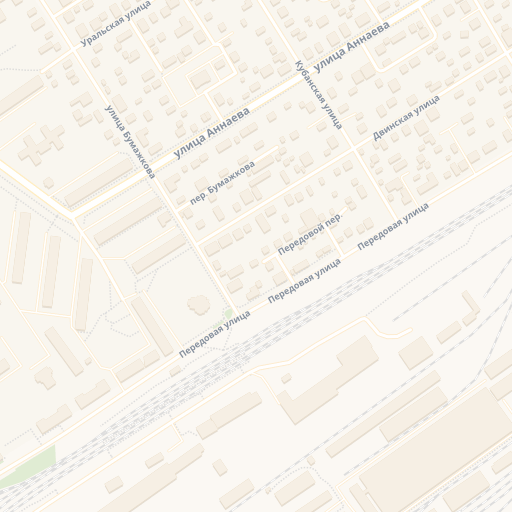 Уральская улица
улица Аннаева
Кубанская улица
улица Бумажкова
улица Аннаева
Двинская улица
пер. Бумажкова
Передовой пер.
Передовая улица
Передовая улица
Передовая улица